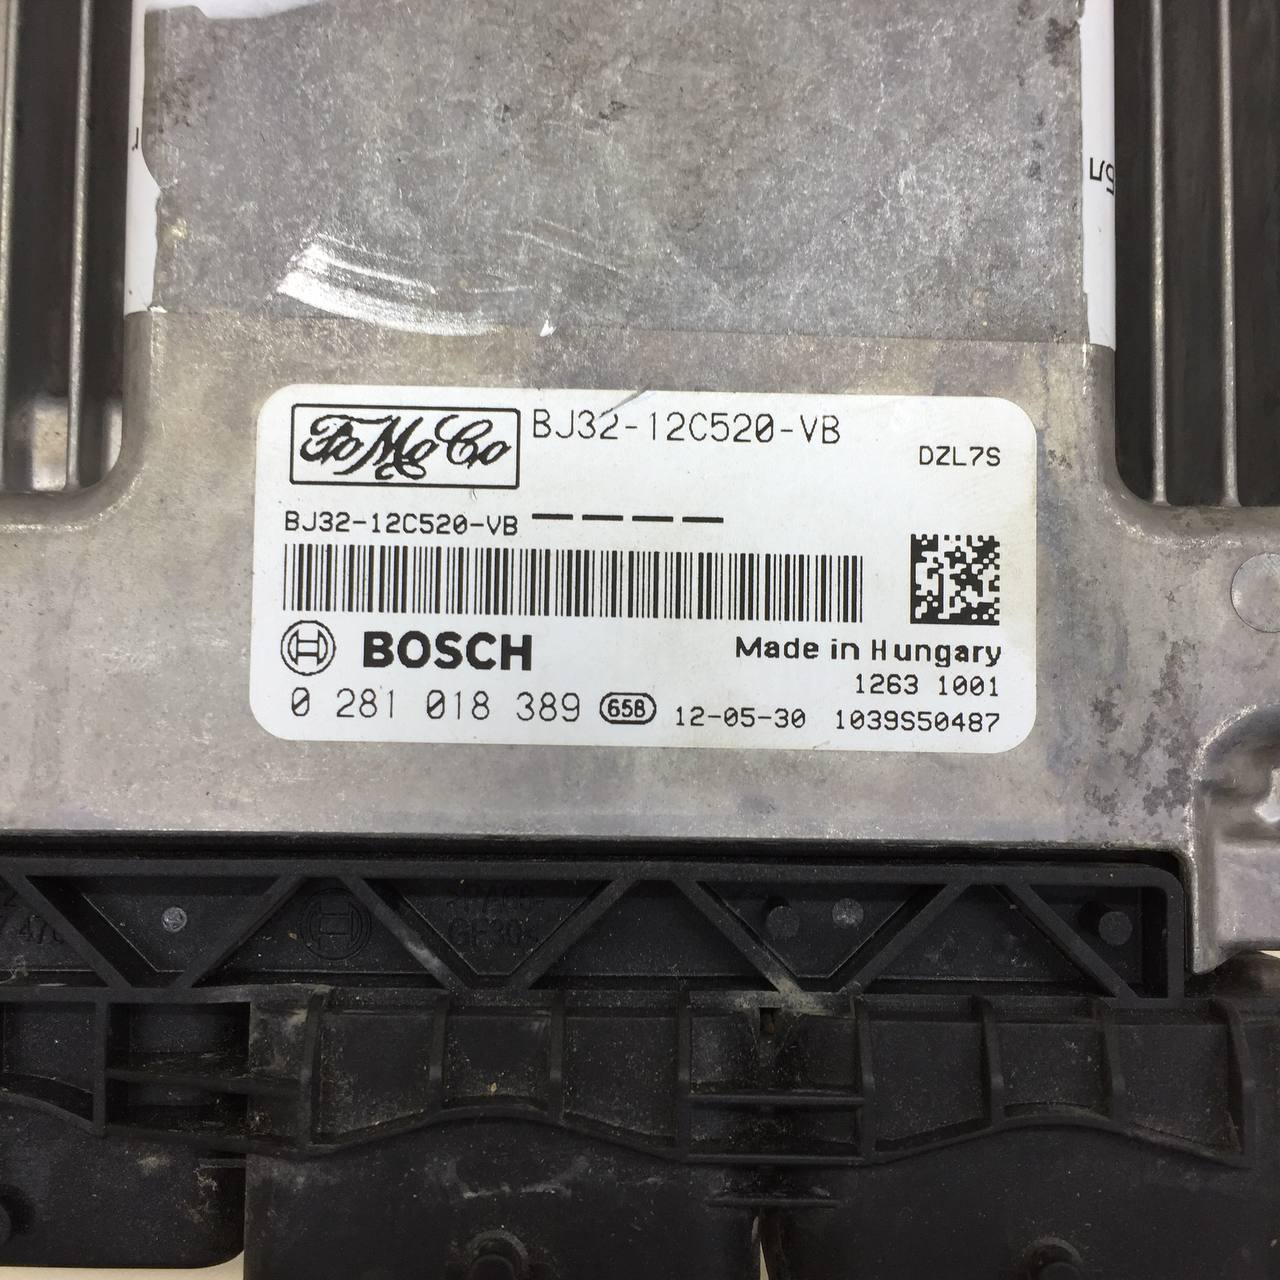 FoMoCo BJ32-12C520-VB
DZL7S
BJ32-12C520-VB ————
BOSCH Made in Hungary
1263 1001
0 281 018 389 65B 12-05-30 1039S50487